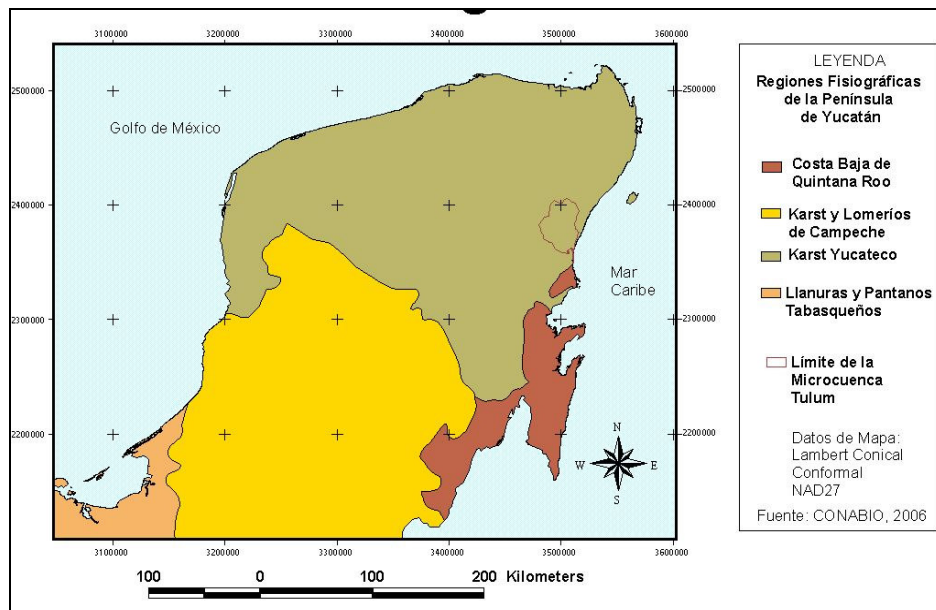 3100000 3200000 3300000 3400000 3500000 3600000
2500000
2500000
Golfo de México
2400000
2400000
Mar
Caribe
2300000
2300000
2200000
2200000
N
W E
S
3100000 3200000 3300000 3400000 3500000 3600000
100 0 100 200 Kilometers
LEYENDA
Regiones Fisiográficas
de la Península
de Yucatán
Costa Baja de
Quintana Roo
Karst y Lomeríos
de Campeche
Karst Yucateco
Llanuras y Pantanos
Tabasqueños
Límite de la
Microcuenca
Tulum
Datos de Mapa:
Lambert Conical
Conformal
NAD27
Fuente: CONABIO, 2006